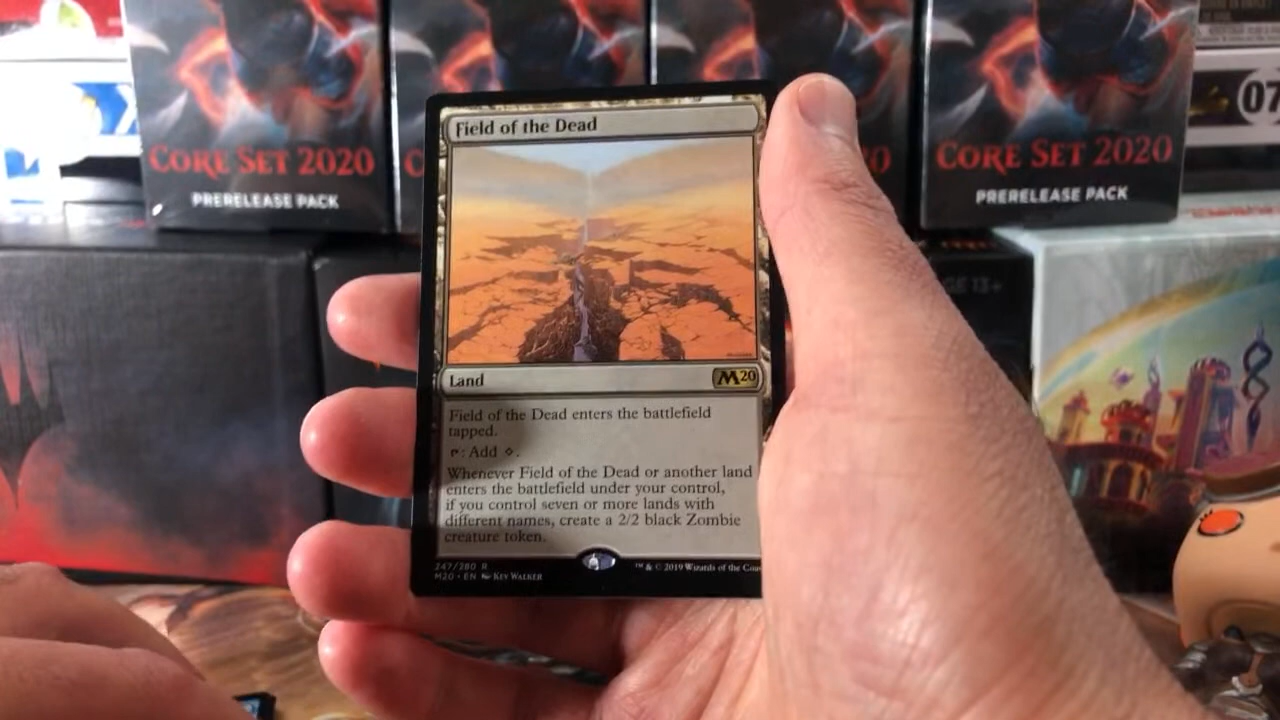 CORE SET 2020
PRERELEASE PACK
CORE SET 2020
PRERELEASE PACK
07
GE 13+
Field of the Dead
Land
M20
Field of the Dead enters the battlefield
tapped.
: Add .
Whenever Field of the Dead or another land
enters the battlefield under your control,
if you control seven or more lands with
different names, create a 2/2 black Zombie
creature token.
247/280 R
M20 • EN KEV WALKER
™ & © 2019 Wizards of the Coa